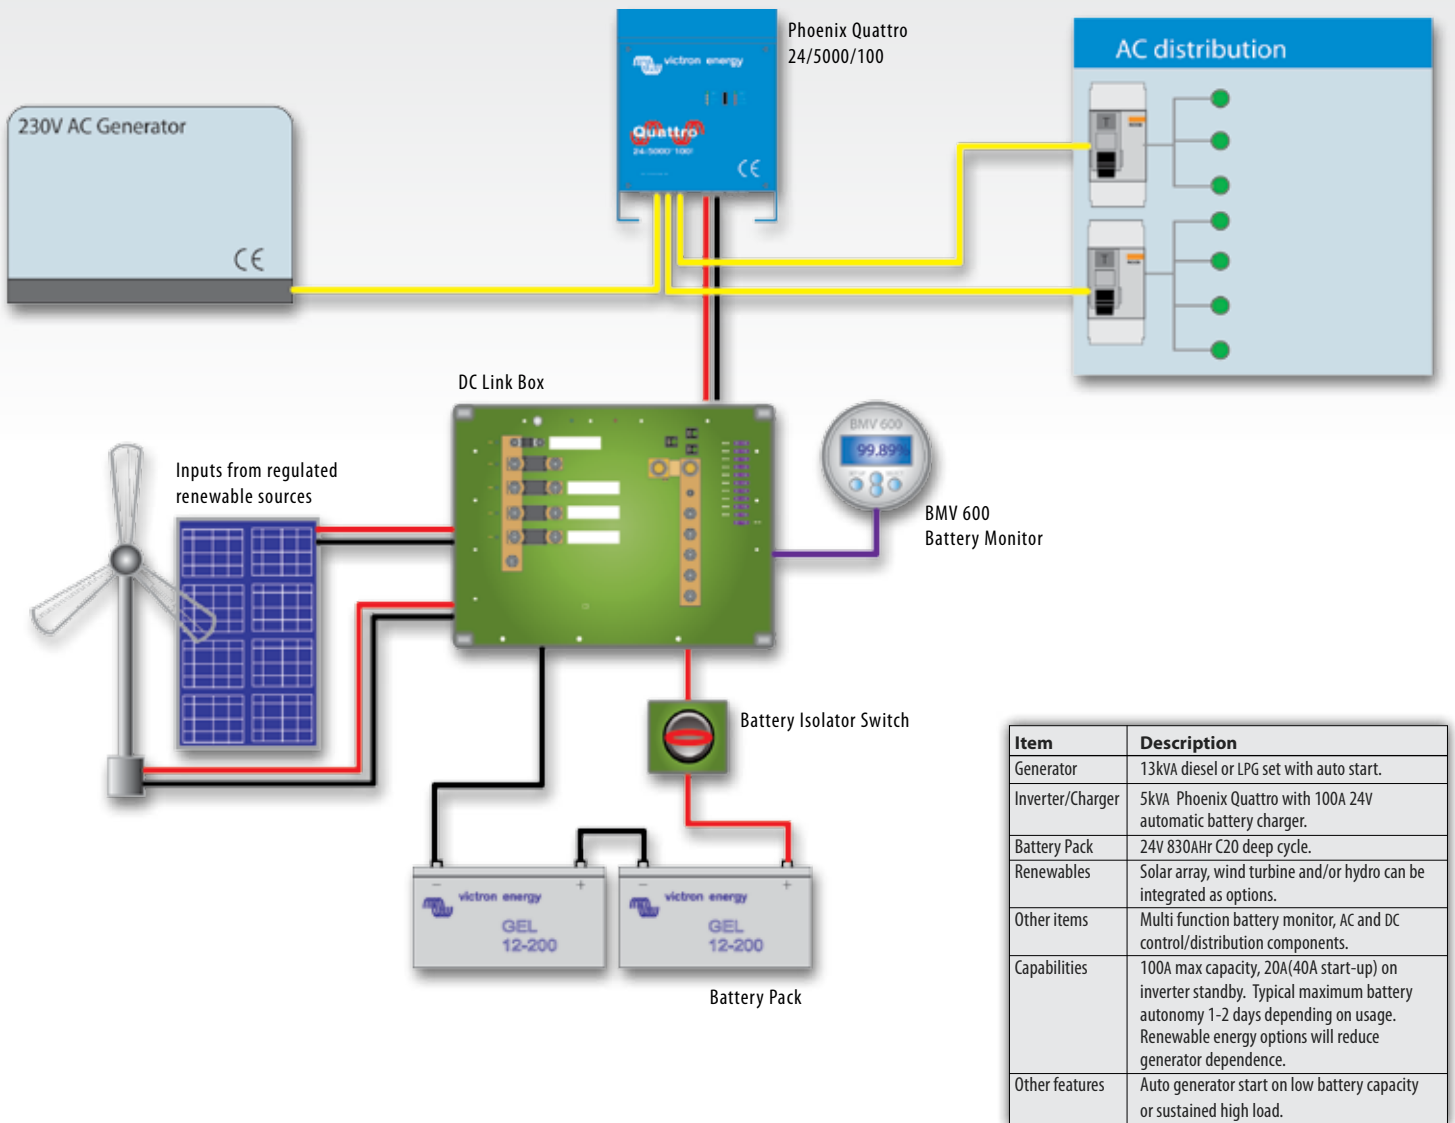 Phoenix Quattro
24/5000/100
victron energy
Quattro
24/5000/100
CE
230V AC Generator
CE
AC distribution
T
T
DC Link Box
BMV 600
99.89%
BMV 600
Battery Monitor
Inputs from regulated
renewable sources
Battery Isolator Switch
− +
victron energy
GEL
12-200
− +
victron energy
GEL
12-200
Battery Pack
Item Description
Generator 13kVA diesel or LPG set with auto start.
Inverter/Charger 5kVA Phoenix Quattro with 100A 24V
automatic battery charger.
Battery Pack 24V 830AHr C20 deep cycle.
Renewables Solar array, wind turbine and/or hydro can be
integrated as options.
Other items Multi function battery monitor, AC and DC
control/distribution components.
Capabilities 100A max capacity, 20A(40A start-up) on
inverter standby. Typical maximum battery
autonomy 1-2 days depending on usage.
Renewable energy options will reduce
generator dependence.
Other features Auto generator start on low battery capacity
or sustained high load.